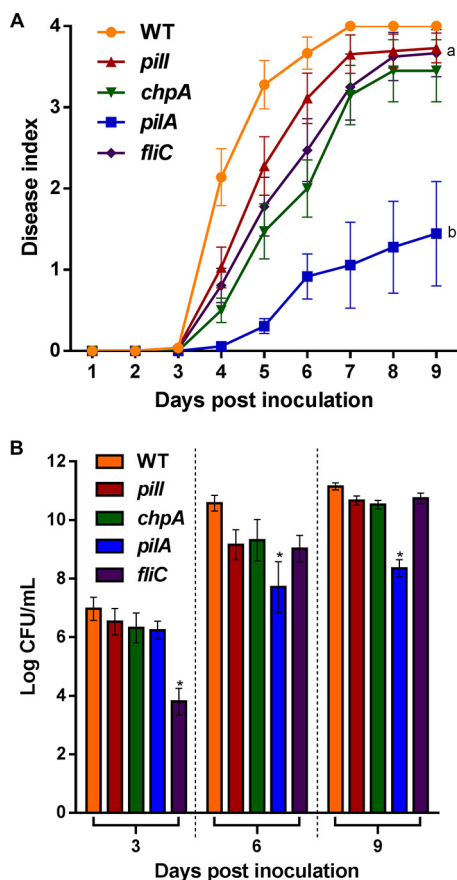 A
WT
pilI
chpA
pilA
fliC
Disease index
4
3
2
1
0
a
b
1 2 3 4 5 6 7 8 9
Days post inoculation
B
WT
pilI
chpA
pilA
fliC
Log CFU/mL
12
10
8
6
4
2
0
*
*
*
3 6 9
Days post inoculation